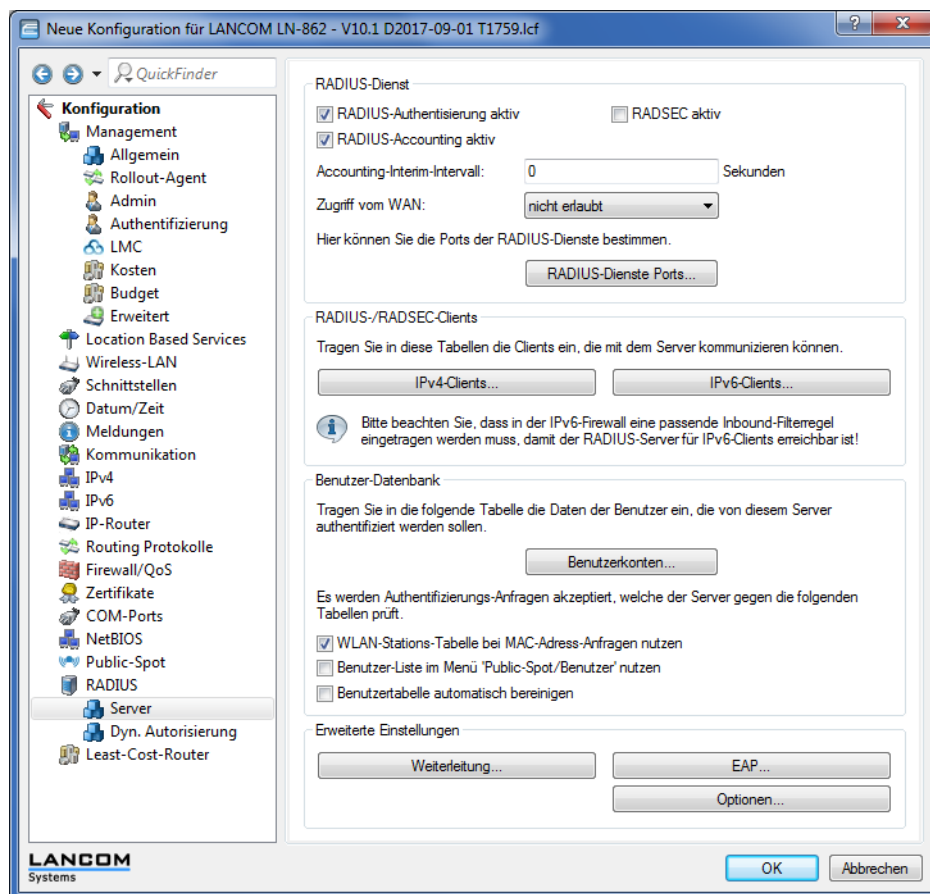 Neue Konfiguration für LANCOM LN-862 - V10.1 D2017-09-01 T1759.lcf
QuickFinder
Konfiguration
Management
Allgemein
Rollout-Agent
Admin
Authentifizierung
LMC
Kosten
Budget
Erweitert
Location Based Services
Wireless-LAN
Schnittstellen
Datum/Zeit
Meldungen
Kommunikation
IPv4
IPv6
IP-Router
Routing Protokolle
Firewall/QoS
Zertifikate
COM-Ports
NetBIOS
Public-Spot
RADIUS
Server
Dyn. Autorisierung
Least-Cost-Router
RADIUS-Dienst
RADIUS-Authentisierung aktiv RADSEC aktiv
RADIUS-Accounting aktiv
Accounting-Interim-Intervall: 0 Sekunden
Zugriff vom WAN: nicht erlaubt
Hier können Sie die Ports der RADIUS-Dienste bestimmen.
RADIUS-Dienste Ports...
RADIUS-/RADSEC-Clients
Tragen Sie in diese Tabellen die Clients ein, die mit dem Server kommunizieren können.
IPv4-Clients... IPv6-Clients...
Bitte beachten Sie, dass in der IPv6-Firewall eine passende Inbound-Filterregel
eingetragen werden muss, damit der RADIUS-Server für IPv6-Clients erreichbar ist!
Benutzer-Datenbank
Tragen Sie in die folgende Tabelle die Daten der Benutzer ein, die von diesem Server
authentifiziert werden sollen.
Benutzerkonten...
Es werden Authentifizierungs-Anfragen akzeptiert, welche der Server gegen die folgenden
Tabellen prüft.
WLAN-Stations-Tabelle bei MAC-Adress-Anfragen nutzen
Benutzer-Liste im Menü 'Public-Spot/Benutzer' nutzen
Benutzertabelle automatisch bereinigen
Erweiterte Einstellungen
Weiterleitung... EAP...
Optionen...
LANCOM
Systems
OK Abbrechen